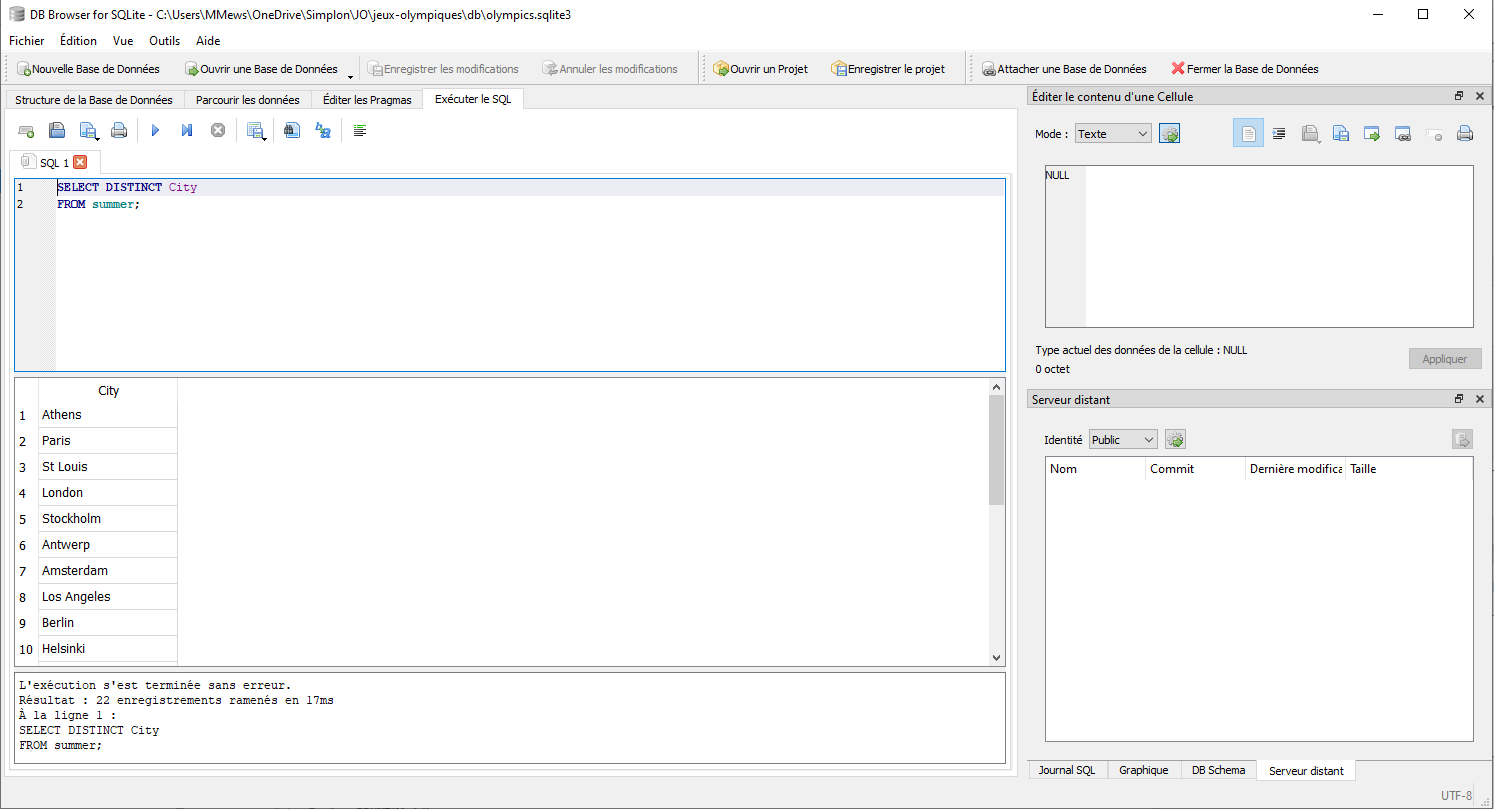 DB Browser for SQLite - C:\Users\MMews\OneDrive\Simplon\JO\jeux-olympiques\db\olympics.sqlite3
Fichier Édition Vue Outils Aide
Nouvelle Base de Données Ouvrir une Base de Données Enregistrer les modifications Annuler les modifications Ouvrir un Projet Enregistrer le projet Attacher une Base de Données Fermer la Base de Données
Structure de la Base de Données Parcourir les données Éditer les Pragmas Exécuter le SQL
SQL 1
1 SELECT DISTINCT City
2 FROM summer;
City
1 Athens
2 Paris
3 St Louis
4 London
5 Stockholm
6 Antwerp
7 Amsterdam
8 Los Angeles
9 Berlin
10 Helsinki
L'exécution s'est terminée sans erreur.
Résultat : 22 enregistrements ramenés en 17ms
À la ligne 1 :
SELECT DISTINCT City
FROM summer;
Éditer le contenu d'une Cellule
Mode : Texte
NULL
Type actuel des données de la cellule : NULL
0 octet
Appliquer
Serveur distant
Identité Public
Nom Commit Dernière modifica Taille
Journal SQL Graphique DB Schema Serveur distant
UTF-8